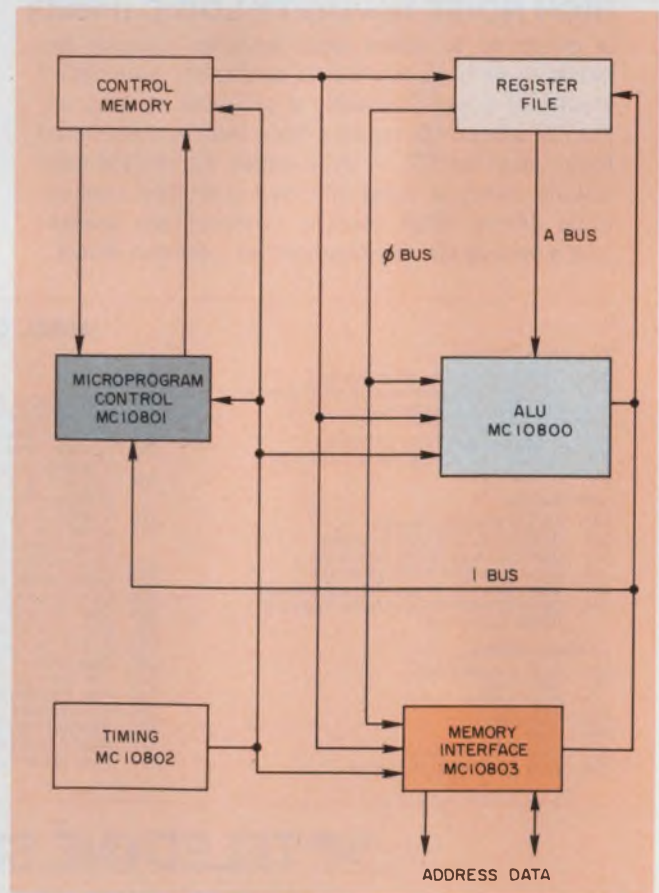 CONTROL
MEMORY
REGISTER
FILE
ϕ BUS
A BUS
MICROPROGRAM
CONTROL
MC10801
ALU
MC10800
I BUS
TIMING
MC10802
MEMORY
INTERFACE
MC10803
ADDRESS DATA